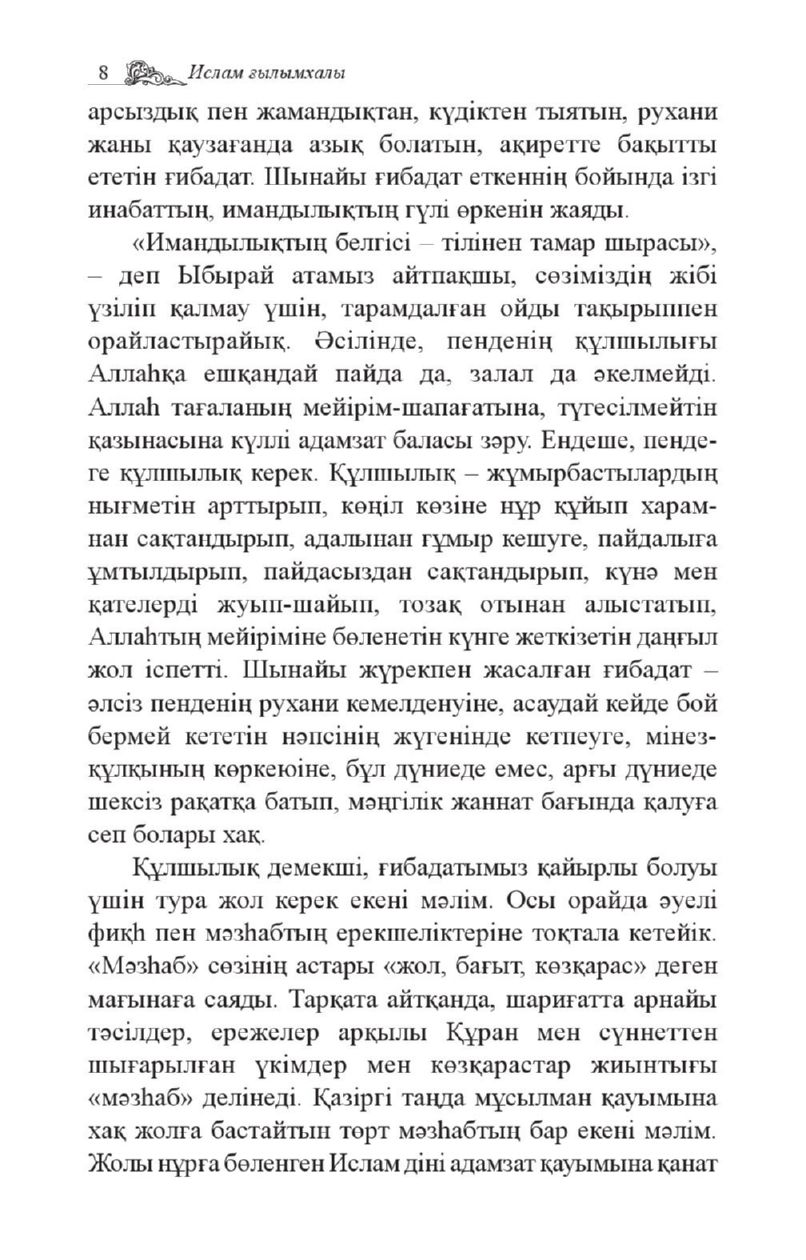 8 Ислам ғылымхалы
арсыздық пен жамандықтан, күдіктен тыятын, рухани
жаны қаузағанда азық болатын, ақиретте бақытты
ететін ғибадат. Шынайы ғибадат еткеннің бойында ізгі
инабаттың, имандылықтың гүлі өркенін жаяды.
«Имандылықтың белгісі – тілінен тамар шырасы»,
– деп Ыбырай атамыз айтпақшы, сөзіміздің жібі
үзіліп қалмау үшін, тарамдалған ойды тақырыппен
орайластырайық. Әсілінде, пенденің құлшылығы
Аллаһқа ешқандай пайда да, залал да әкелмейді.
Аллаһ тағаланың мейірім-шапағатына, түгесілмейтін
қазынасына күллі адамзат баласы зәру. Ендеше, пенде-
ге құлшылық керек. Құлшылық – жұмырбастылардың
нығметін арттырып, көңіл көзіне нұр құйып харам-
нан сақтандырып, адалынан ғұмыр кешуге, пайдалыға
ұмтылдырып, пайдасыздан сақтандырып, күнә мен
қателерді жуып-шайып, тозақ отынан алыстатып,
Аллаһтың мейіріміне бөленетін күнге жеткізетін даңғыл
жол іспетті. Шынайы жүрекпен жасалған ғибадат –
әлсіз пенденің рухани кемелденуіне, асаудай кейде бой
бермей кететін нәпсінің жүгенінде кетпеуге, мінез-
құлқының көркеюіне, бұл дүниеде емес, арғы дүниеде
шексіз рақатқа батып, мәңгілік жаннат бағында қалуға
сеп болары хақ.
Құлшылық демекші, ғибадатымыз қайырлы болуы
үшін тура жол керек екені мәлім. Осы орайда әуелі
фиқһ пен мәзһабтың ерекшеліктеріне тоқтала кетейік.
«Мәзһаб» сөзінің астары «жол, бағыт, көзқарас» деген
мағынаға саяды. Тарқата айтқанда, шариғатта арнайы
тәсілдер, ережелер арқылы Құран мен сүннеттен
шығарылған үкімдер мен көзқарастар жиынтығы
«мәзһаб» делінеді. Қазіргі таңда мұсылман қауымына
хақ жолға бастайтын төрт мәзһабтың бар екені мәлім.
Жолы нұрға бөленген Ислам діні адамзат қауымына қанат